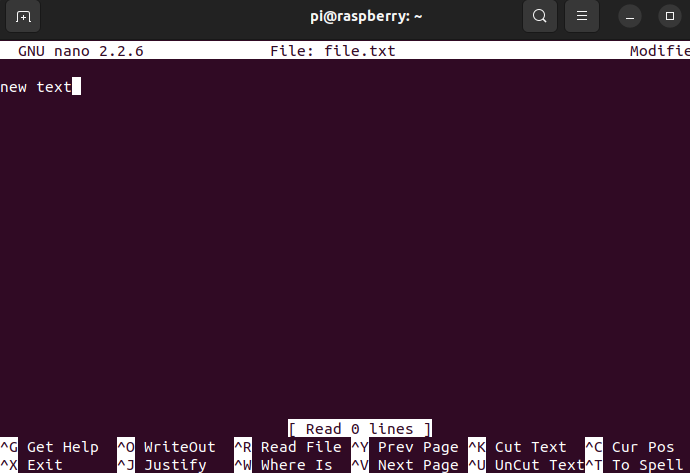 pi@raspberry: ~
GNU nano 2.2.6 File: file.txt Modifie
new text
[ Read 0 lines ]
^G Get Help ^O WriteOut ^R Read File ^Y Prev Page ^K Cut Text ^C Cur Pos
^X Exit ^J Justify ^W Where Is ^V Next Page ^U UnCut Text^T To Spell